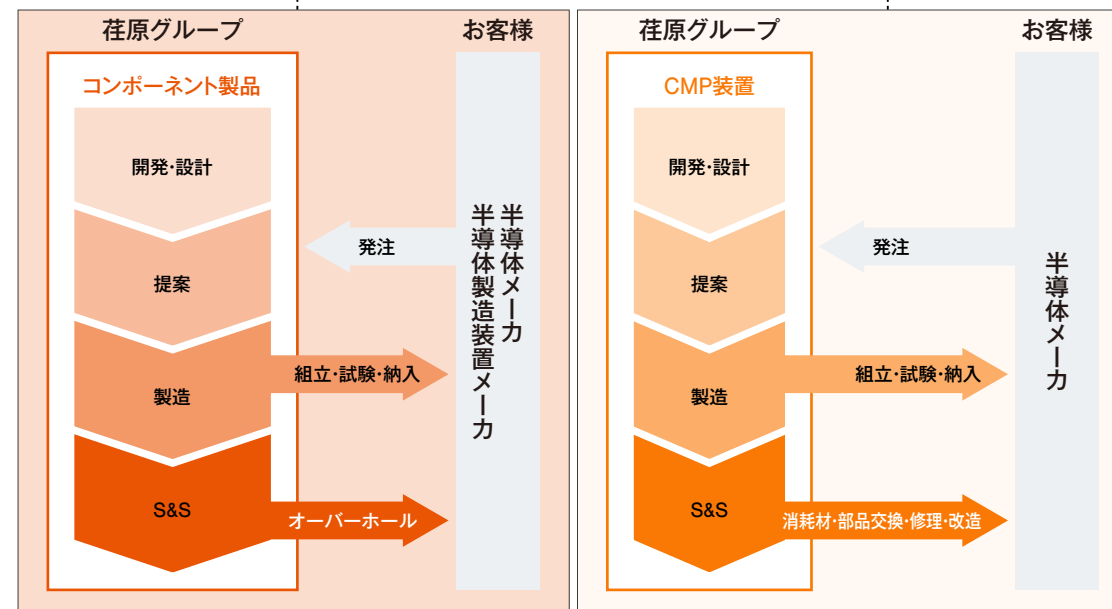 荏原グループ
お客様
コンポーネント製品
開発・設計
発注
提案
組立・試験・納入
製造
S&S
オーバーホール
半導体メーカ
半導体製造装置メーカ
荏原グループ
お客様
CMP装置
開発・設計
発注
提案
組立・試験・納入
製造
S&S
消耗材・部品交換・修理・改造
半導体メーカ